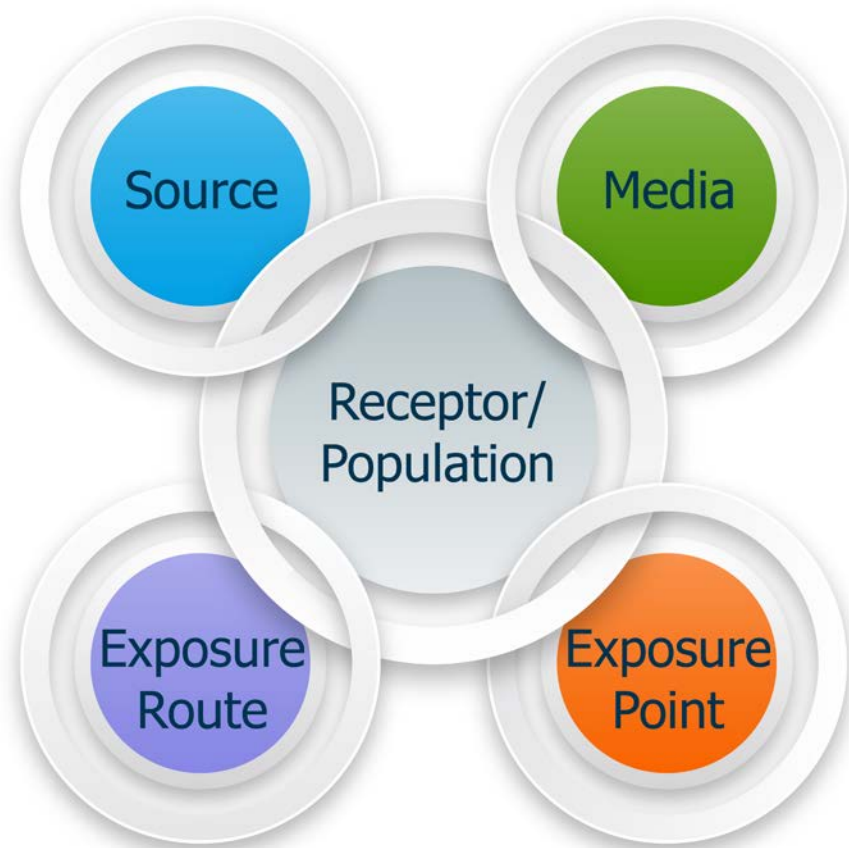 Source
Media
Receptor/
Population
Exposure
Route
Exposure
Point